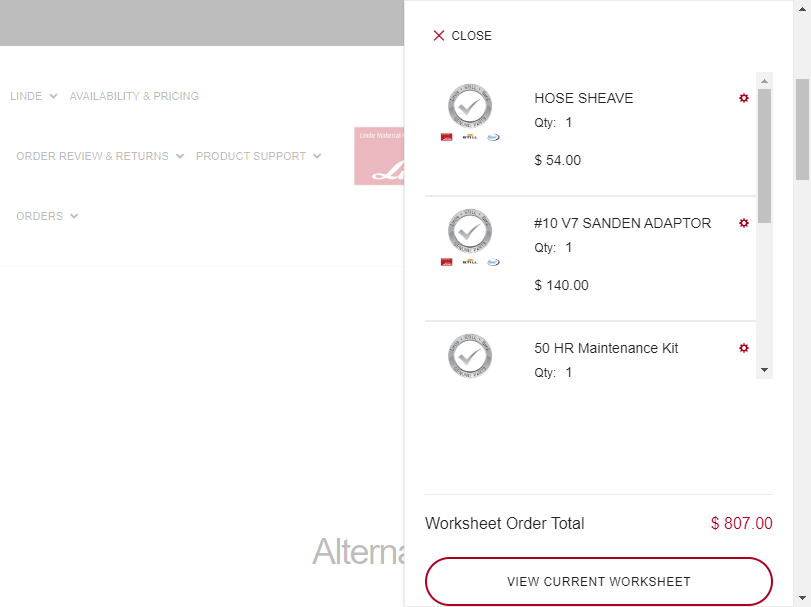 CLOSE
LINDE
AVAILABILITY & PRICING
ORDER REVIEW & RETURNS
PRODUCT SUPPORT
ORDERS
HOSE SHEAVE
Qty: 1
$ 54.00
#10 V7 SANDEN ADAPTOR
Qty: 1
$ 140.00
50 HR Maintenance Kit
Qty: 1
Alterna
Worksheet Order Total
$ 807.00
VIEW CURRENT WORKSHEET